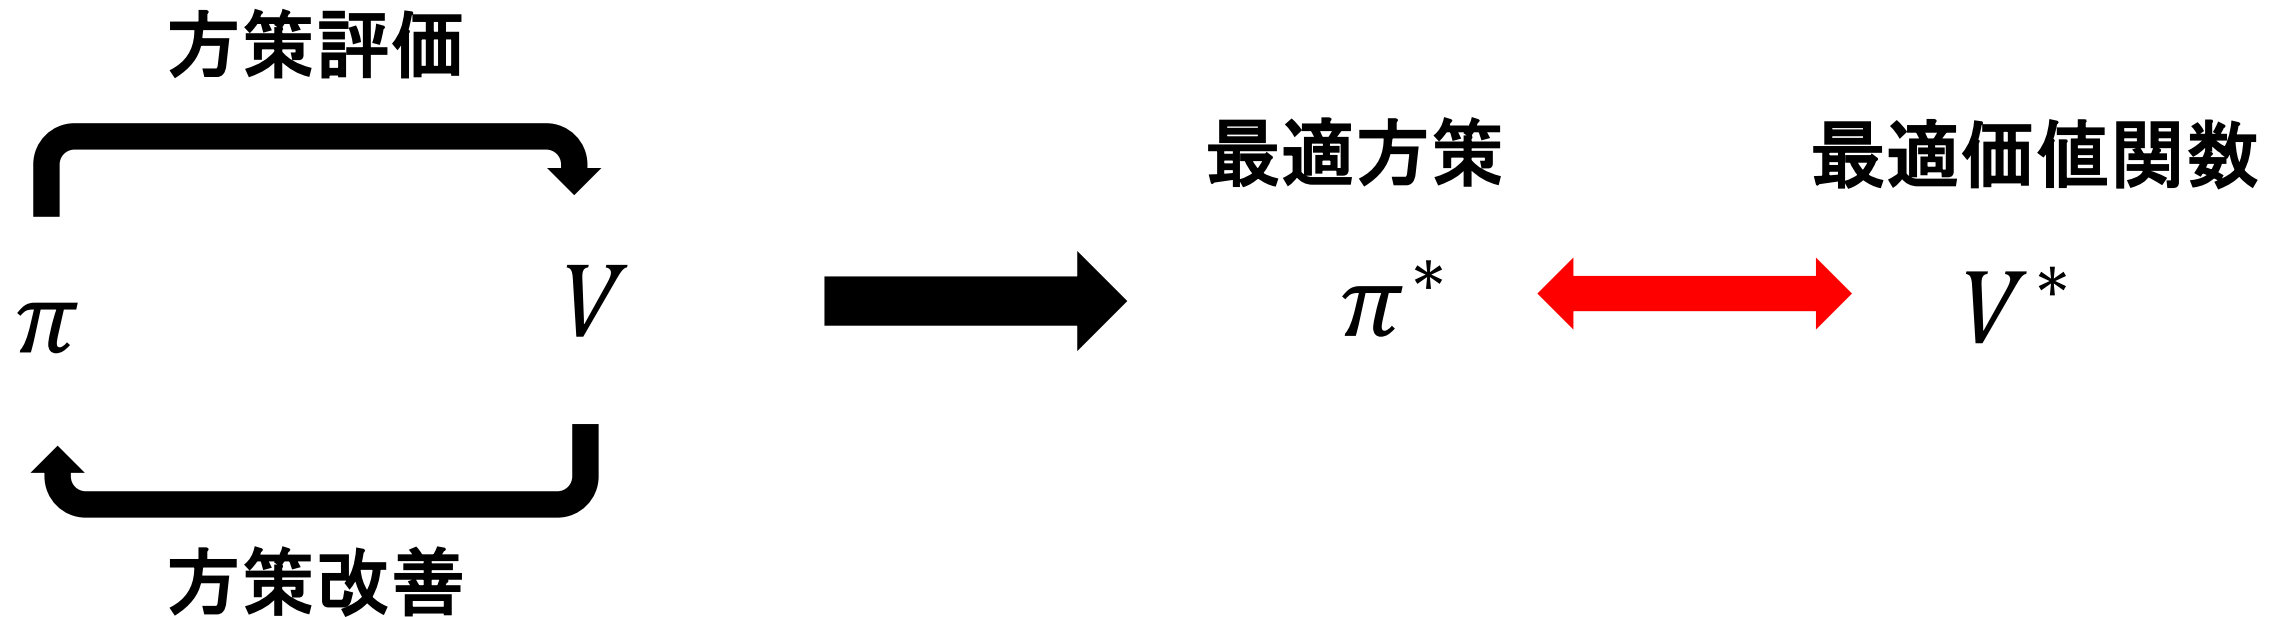 方策評価
π
V
方策改善
最適方策
π*
最適価値関数
V*